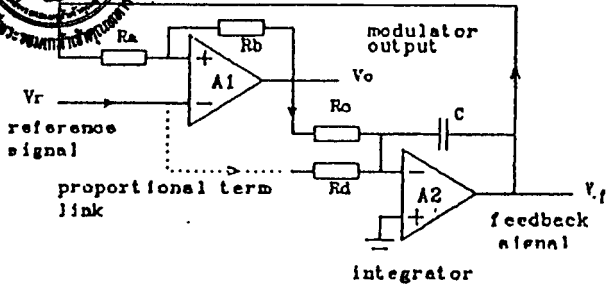 Ra
Rb
modulator
output
+
A1
−
Vo
Vr
reference
signal
Rc
C
proportional term
link
Rd
−
A2
+
Vf
feedback
signal
integrator